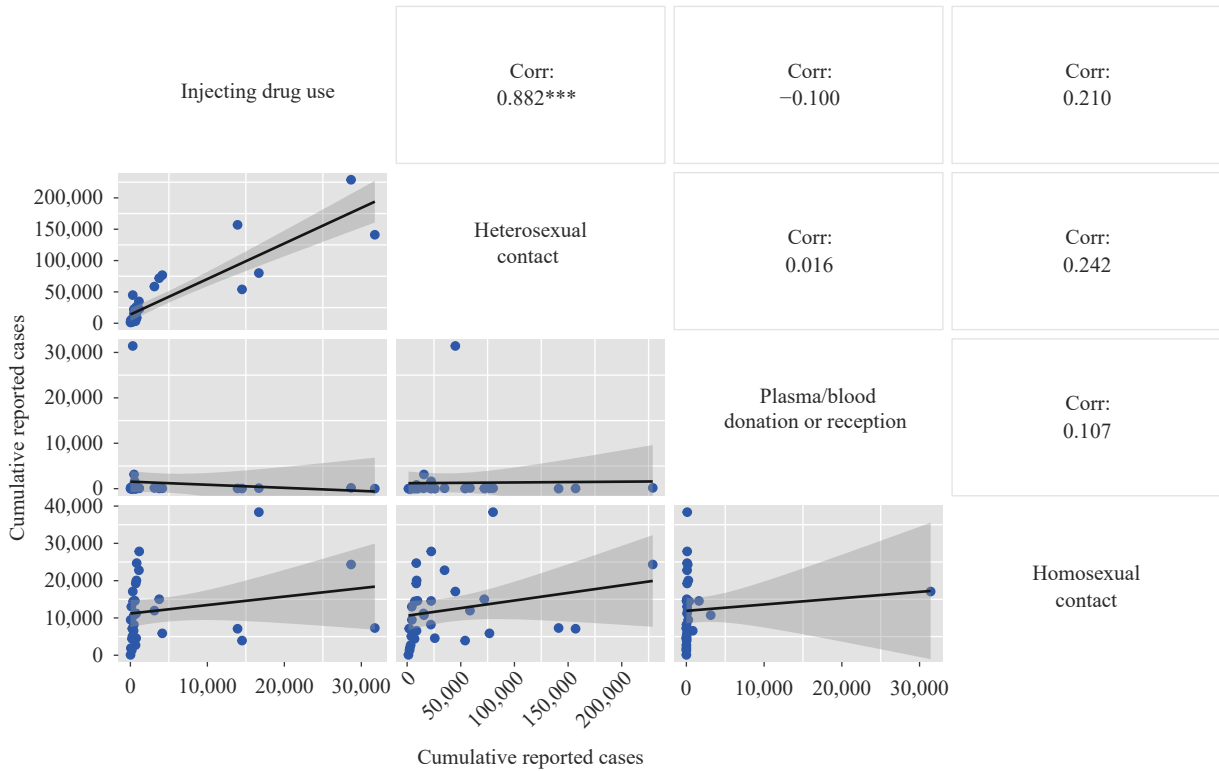 Injecting drug use
Corr:
0.882***
Corr:
−0.100
Corr:
0.210
200,000
150,000
100,000
50,000
0
Heterosexual
contact
Corr:
0.016
Corr:
0.242
Cumulative reported cases
30,000
20,000
10,000
0
Plasma/blood
donation or reception
Corr:
0.107
40,000
30,000
20,000
10,000
0
Homosexual
contact
0
10,000
20,000
30,000
0
50,000
100,000
150,000
200,000
0
10,000
20,000
30,000
Cumulative reported cases